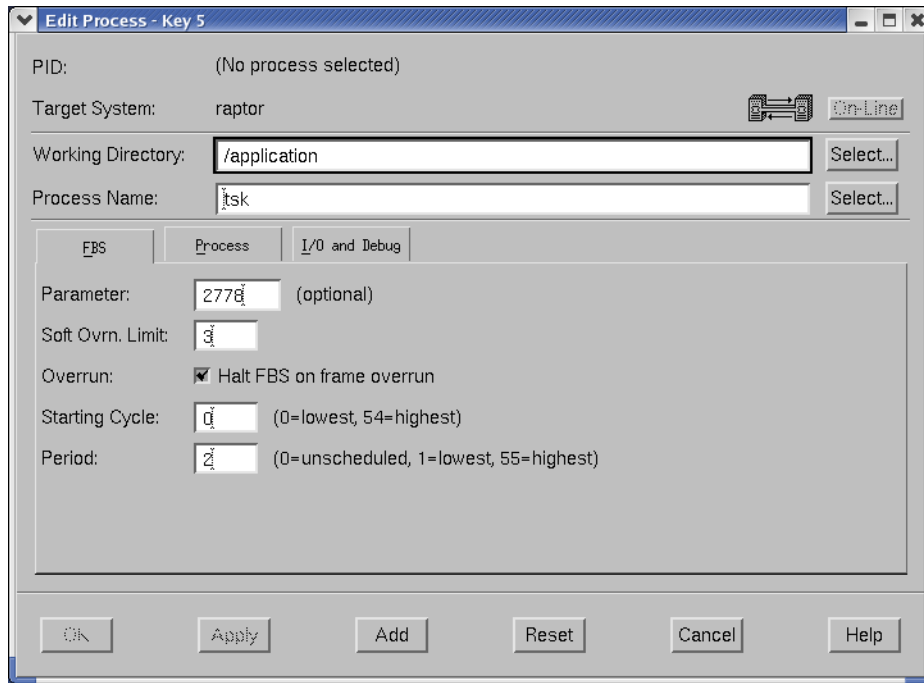 Edit Process - Key 5
PID: (No process selected)
Target System: raptor On-Line
Working Directory: /application Select...
Process Name: tsk Select...
FBS Process I/O and Debug
Parameter: 2778 (optional)
Soft Ovrn. Limit: 3
Overrun: Halt FBS on frame overrun
Starting Cycle: 0 (0=lowest, 54=highest)
Period: 2 (0=unscheduled, 1=lowest, 55=highest)
OK Apply Add Reset Cancel Help